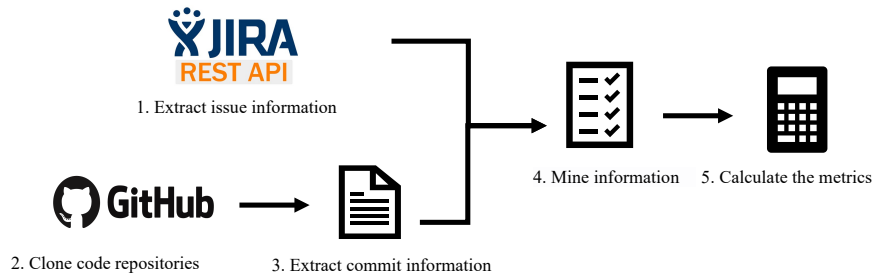 JIRA
REST API
1. Extract issue information
GitHub
2. Clone code repositories
3. Extract commit information
4. Mine information
5. Calculate the metrics